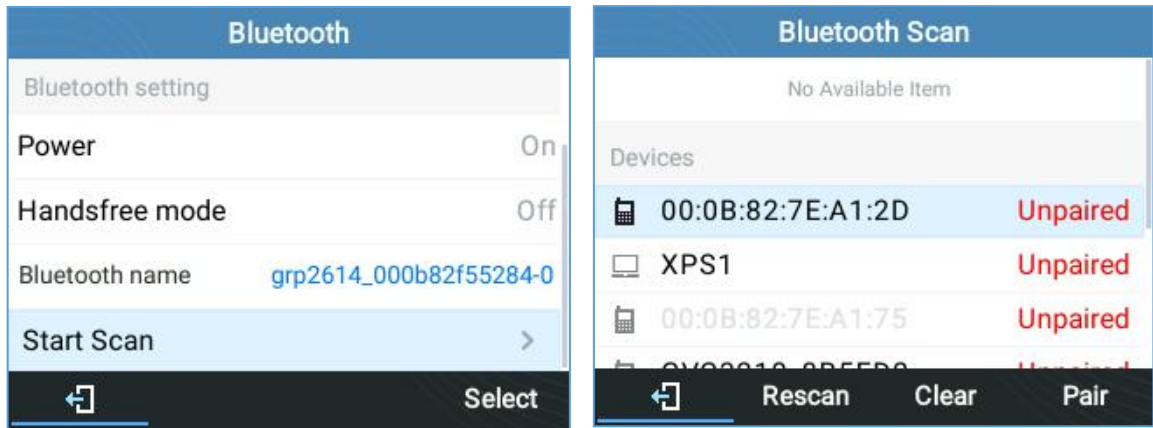 Bluetooth
Bluetooth setting
Power On
Handsfree mode Off
Bluetooth name grp2614_000b82f55284-0
Start Scan >
Select
Bluetooth Scan
No Available Item
Devices
00:0B:82:7E:A1:2D Unpaired
XPS1 Unpaired
00:0B:82:7E:A1:75 Unpaired
Unpaired
Rescan Clear Pair